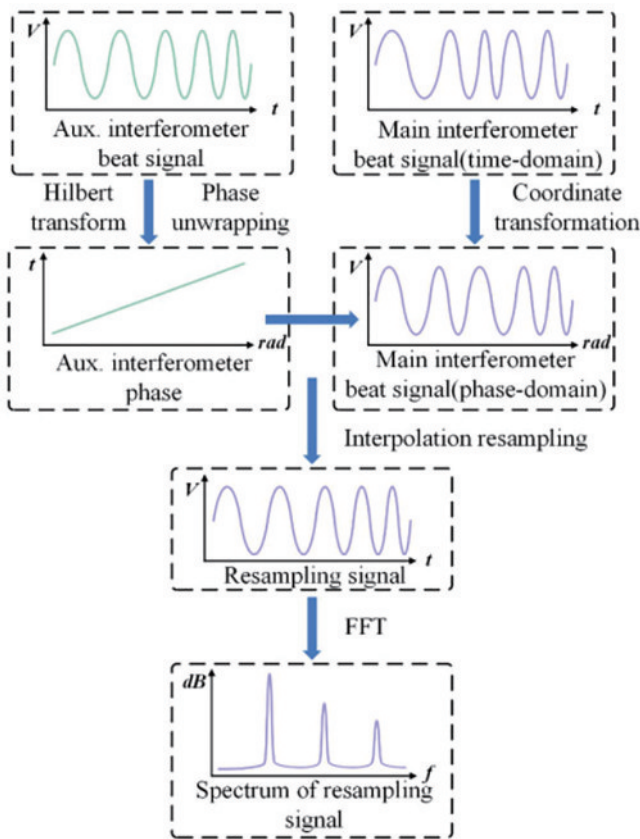 V
t
Aux. interferometer
beat signal
V
t
Main interferometer
beat signal(time-domain)
Hilbert
transform
Phase
unwrapping
Coordinate
transformation
t
rad
Aux. interferometer
phase
V
rad
Main interferometer
beat signal(phase-domain)
Interpolation resampling
V
t
Resampling signal
FFT
dB
f
Spectrum of resampling
signal